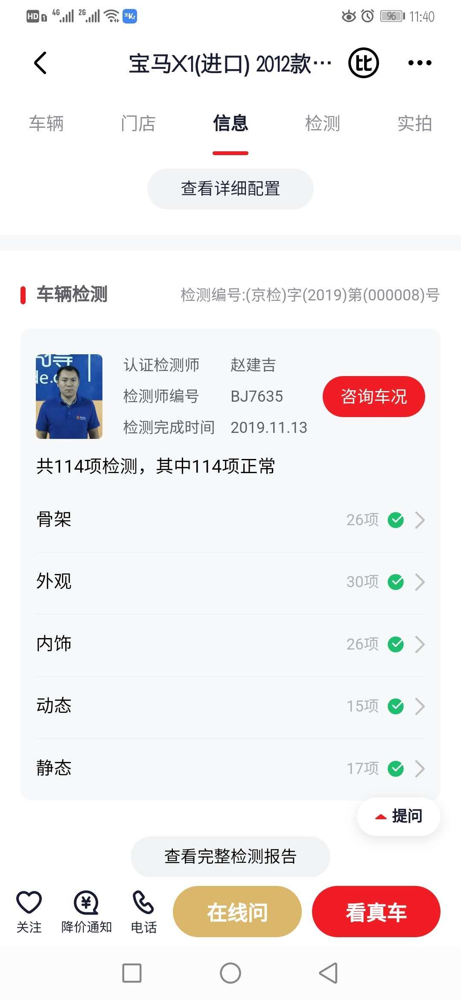 HD 1 4G 2G 36Kr 96 11:40
宝马X1(进口) 2012款··· 比
车辆 门店 信息 检测 实拍
查看详细配置
车辆检测 检测编号:(京检)字(2019)第(000008)号
de.c
认证检测师 赵建吉
检测师编号 BJ7635
咨询车况
检测完成时间 2019.11.13
共114项检测，其中114项正常
骨架 26项
外观 30项
内饰 26项
动态 15项
静态 17项
提问
查看完整检测报告
关注 降价通知 电话 在线问 看真车